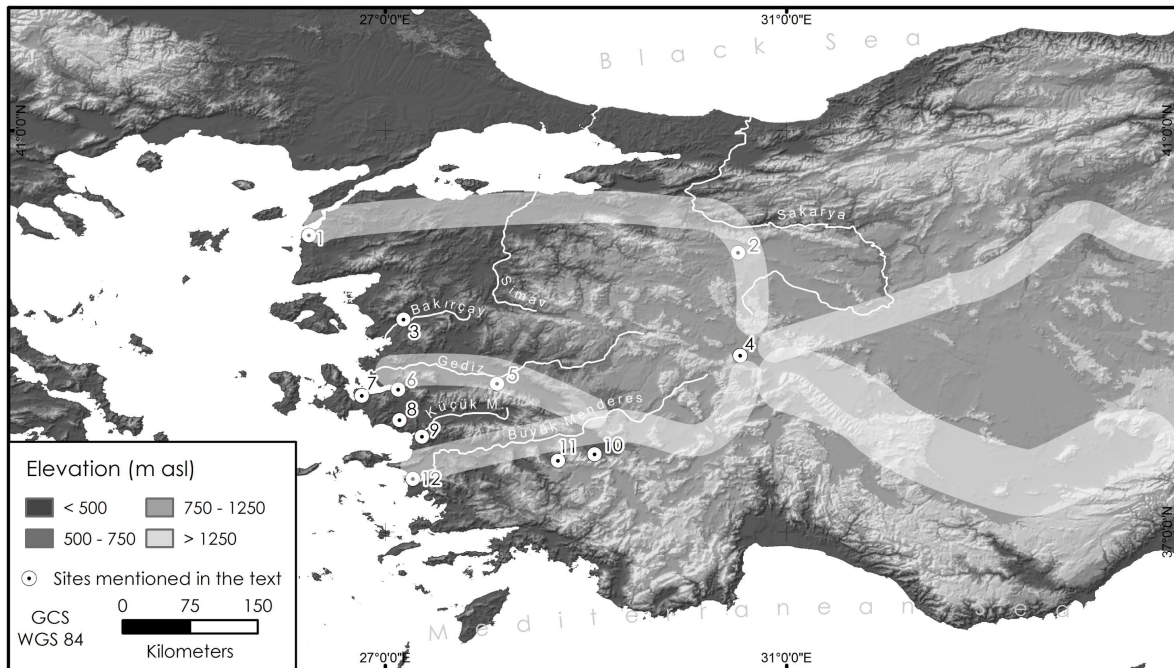 27°0'0"E
31°0'0"E
Black Sea
41°0'0"N
41°0'0"N
Sakarya
1
2
Simav
Bakırçay
3
4
Gediz
5
6
7
Küçük M.
8
Büyük Menderes
9
10
11
12
Elevation (m asl)
< 500
750 - 1250
500 - 750
> 1250
Sites mentioned in the text
GCS
WGS 84
0 75 150
Kilometers
37°0'0"N
Mediterranean Sea
27°0'0"E
31°0'0"E